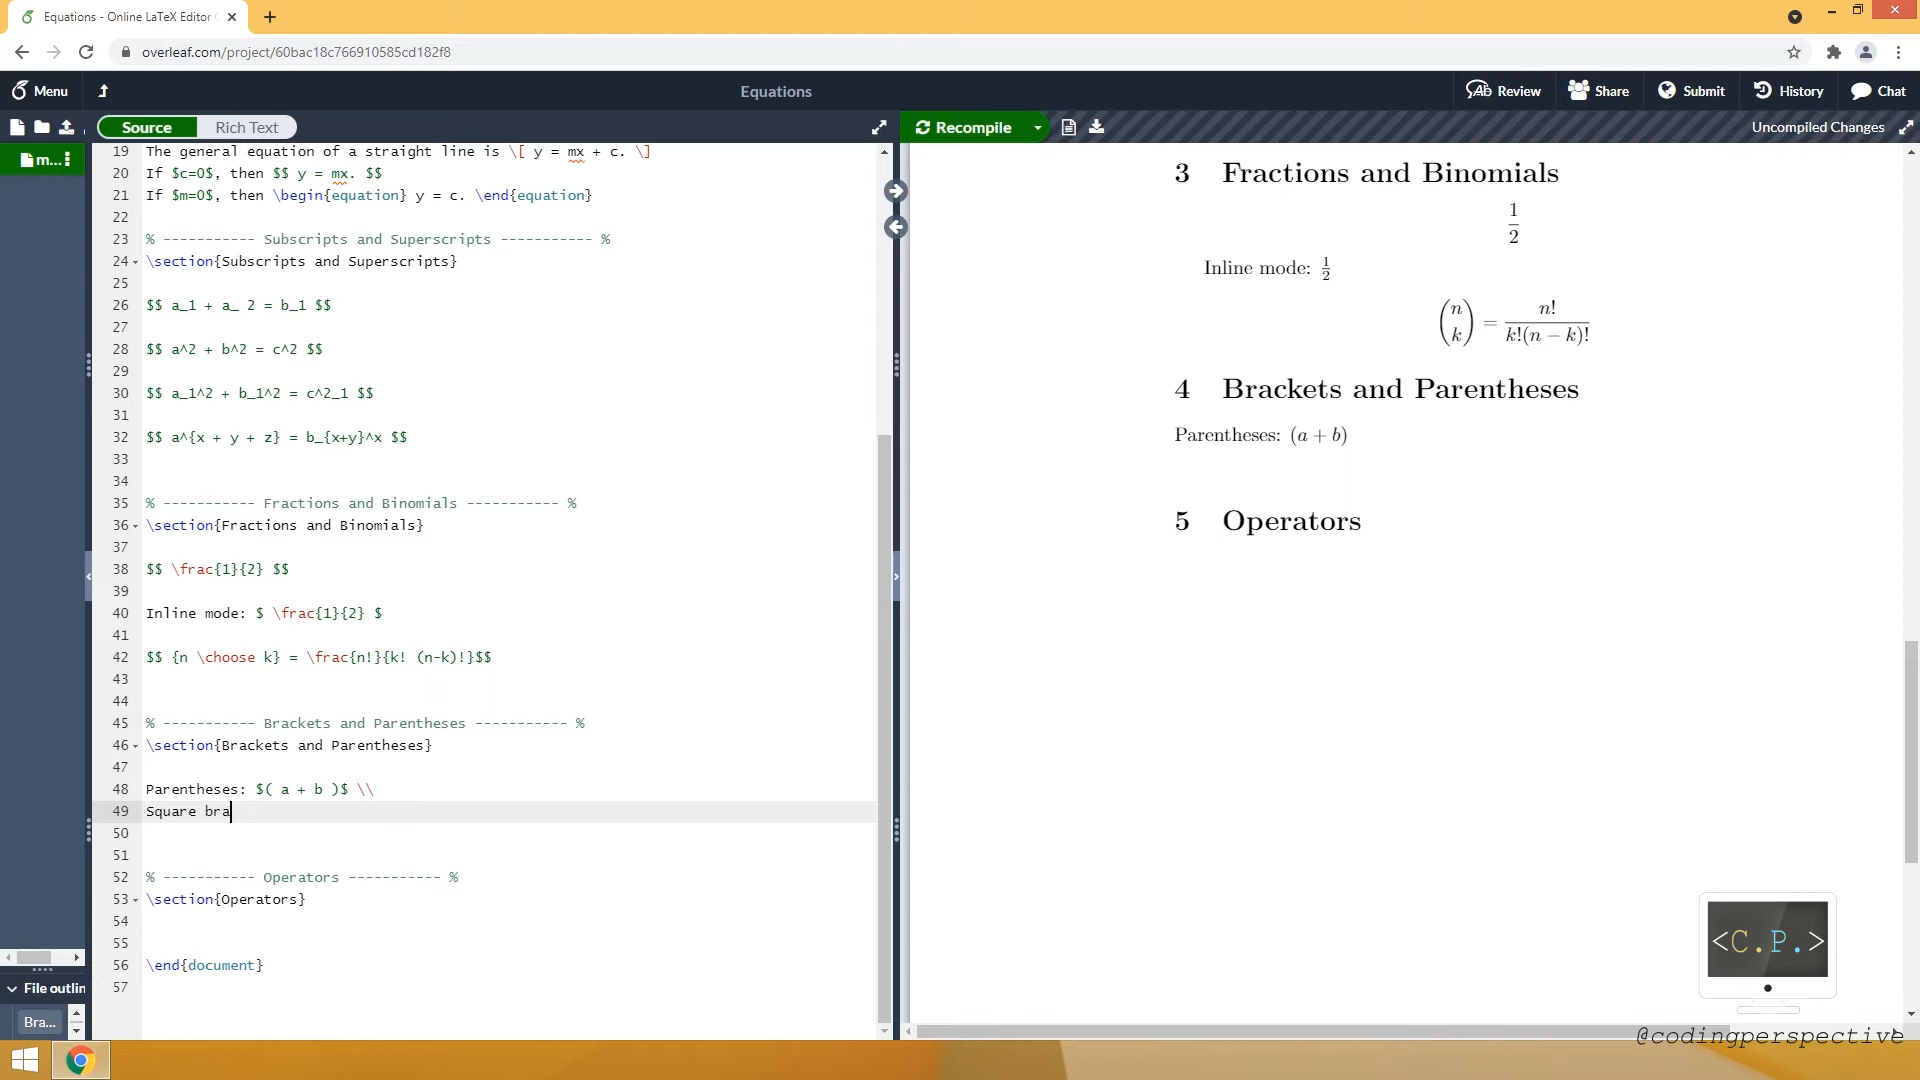 Equations - Online LaTeX Editor
overleaf.com/project/60bac18c766910585cd182f8
Menu
Equations
Review
Share
Submit
History
Chat
Source
Rich Text
Recompile
Uncompiled Changes
m...
19 The general equation of a straight line is \[ y = mx + c. \]
20 If $c=0$, then $$ y = mx. $$
21 If $m=0$, then \begin{equation} y = c. \end{equation}
22
23 % ----------- Subscripts and Superscripts ----------- %
24 \section{Subscripts and Superscripts}
25
26 $$ a_1 + a_ 2 = b_1 $$
27
28 $$ a^2 + b^2 = c^2 $$
29
30 $$ a_1^2 + b_1^2 = c^2_1 $$
31
32 $$ a^{x + y + z} = b_{x+y}^x $$
33
34
35 % ----------- Fractions and Binomials ----------- %
36 \section{Fractions and Binomials}
37
38 $$ \frac{1}{2} $$
39
40 Inline mode: $ \frac{1}{2} $
41
42 $$ {n \choose k} = \frac{n!}{k! (n-k)!}$$
43
44
45 % ----------- Brackets and Parentheses ----------- %
46 \section{Brackets and Parentheses}
47
48 Parentheses: $( a + b )$ \\
49 Square bra
50
51
52 % ----------- Operators ----------- %
53 \section{Operators}
54
55
56 \end{document}
57
File outlin
Bra...
3 Fractions and Binomials
1
2
Inline mode: 1/2
(n k) = n! / k!(n − k)!
4 Brackets and Parentheses
Parentheses: (a + b)
5 Operators
<C.P.>
@codingperspective